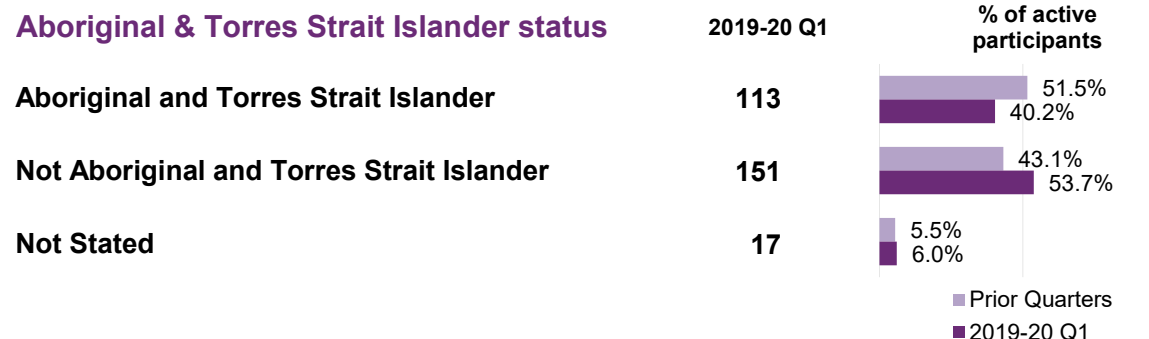 Aboriginal & Torres Strait Islander status 2019-20 Q1 % of active
participants
Aboriginal and Torres Strait Islander 113 51.5%
40.2%
Not Aboriginal and Torres Strait Islander 151 43.1%
53.7%
Not Stated 17 5.5%
6.0%
Prior Quarters
2019-20 Q1